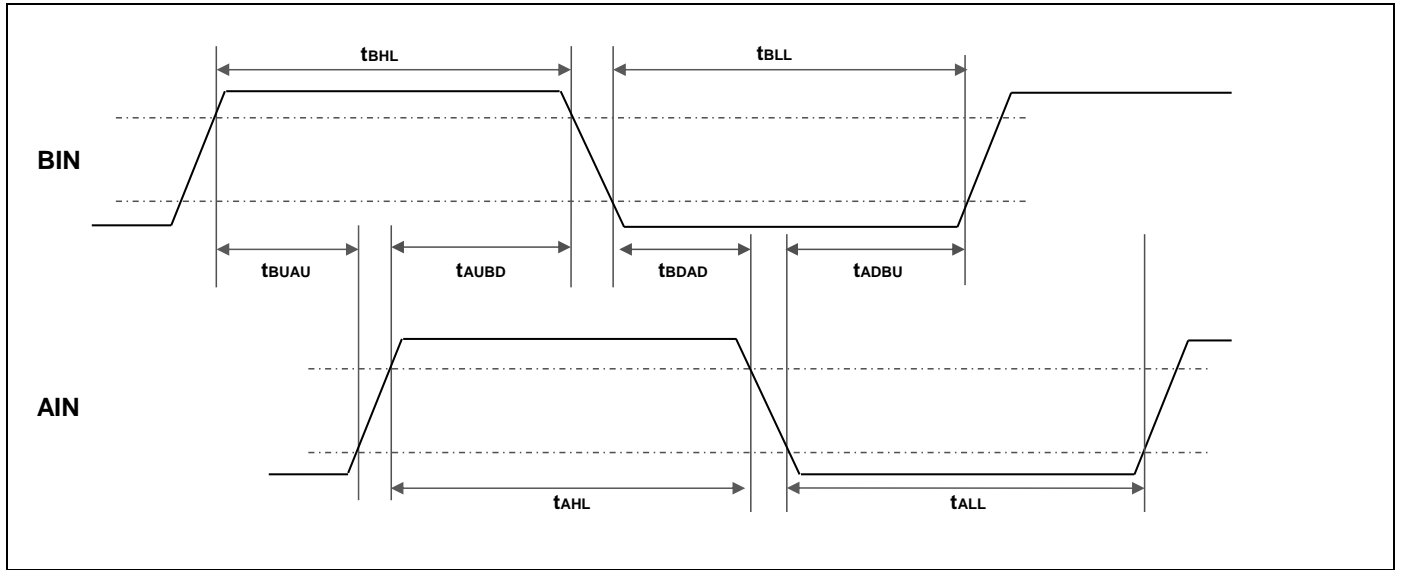 tBHL
tBLL
BIN
tBUAU
tAUBD
tBDAD
tADBU
AIN
tAHL
tALL